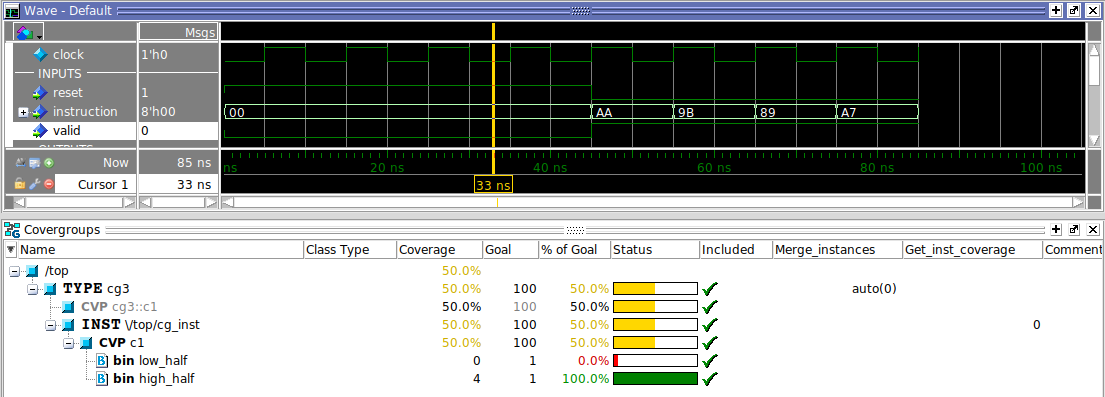 Wave - Default
Msgs
clock 1'h0
INPUTS
reset 1
instruction 8'h00 00 AA 9B 89 A7
valid 0
Now 85 ns ns 20 ns 40 ns 60 ns 80 ns 100 ns
Cursor 1 33 ns 33 ns
Covergroups
Name Class Type Coverage Goal % of Goal Status Included Merge_instances Get_inst_coverage Comment
/top 50.0%
TYPE cg3 50.0% 100 50.0% auto(0)
CVP cg3::c1 50.0% 100 50.0%
INST \/top/cg_inst 50.0% 100 50.0% 0
CVP c1 50.0% 100 50.0%
B bin low_half 0 1 0.0%
B bin high_half 4 1 100.0%